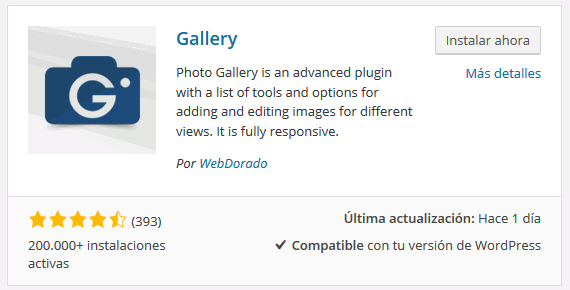 Gallery
Instalar ahora
Más detalles
Photo Gallery is an advanced plugin
with a list of tools and options for
adding and editing images for different
views. It is fully responsive.
Por WebDorado
(393)
200.000+ instalaciones
activas
Última actualización: Hace 1 día
Compatible con tu versión de WordPress
G